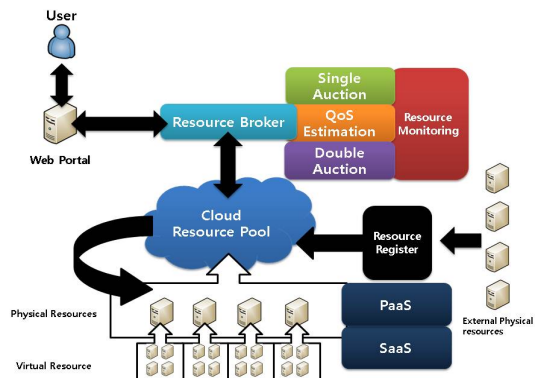 User
Web Portal
Resource Broker
Single
Auction
QoS
Estimation
Double
Auction
Resource
Monitoring
Cloud
Resource Pool
Resource
Register
External Physical
resources
Physical Resources
PaaS
SaaS
Virtual Resource